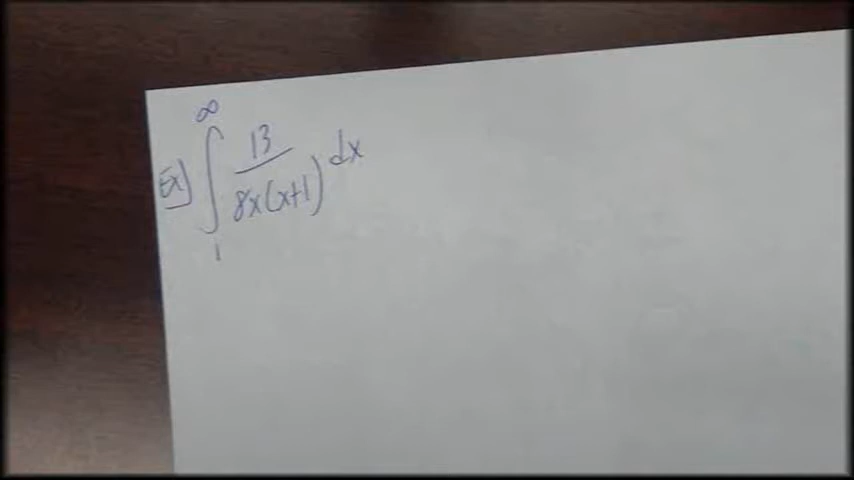 Ex] ∫₁^∞ 13/(8x(x+1)) dx